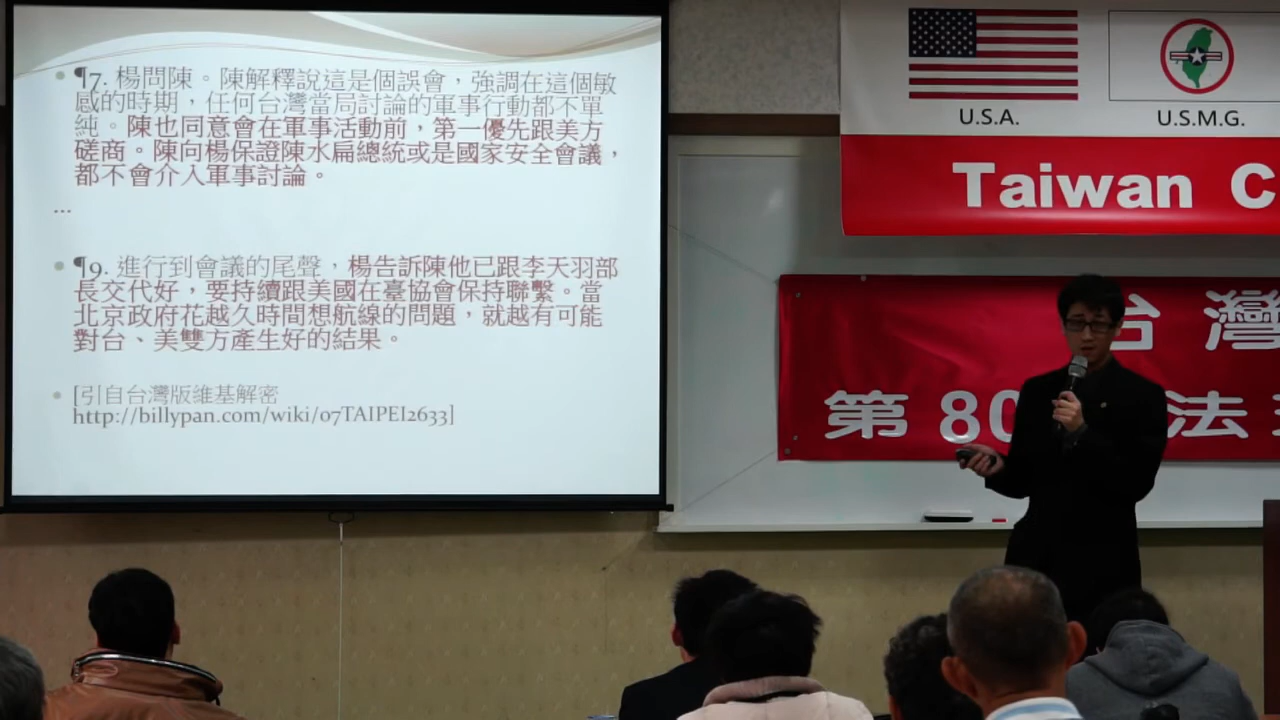 ¶7. 楊問陳。陳解釋說這是個誤會，強調在這個敏
感的時期，任何台灣當局討論的軍事行動都不單
純。陳也同意會在軍事活動前，第一優先跟美方
磋商。陳向楊保證陳水扁總統或是國家安全會議，
都不會介入軍事討論。
...
¶9. 進行到會議的尾聲，楊告訴陳他已跟李天羽部
長交代好，要持續跟美國在臺協會保持聯繫。當
北京政府花越久時間想航線的問題，就越有可能
對台、美雙方產生好的結果。
[引自台灣版維基解密
http://billypan.com/wiki/07TAIPEI2633]
U.S.A.
U.S.M.G.
Taiwan C
台灣
第 80 法